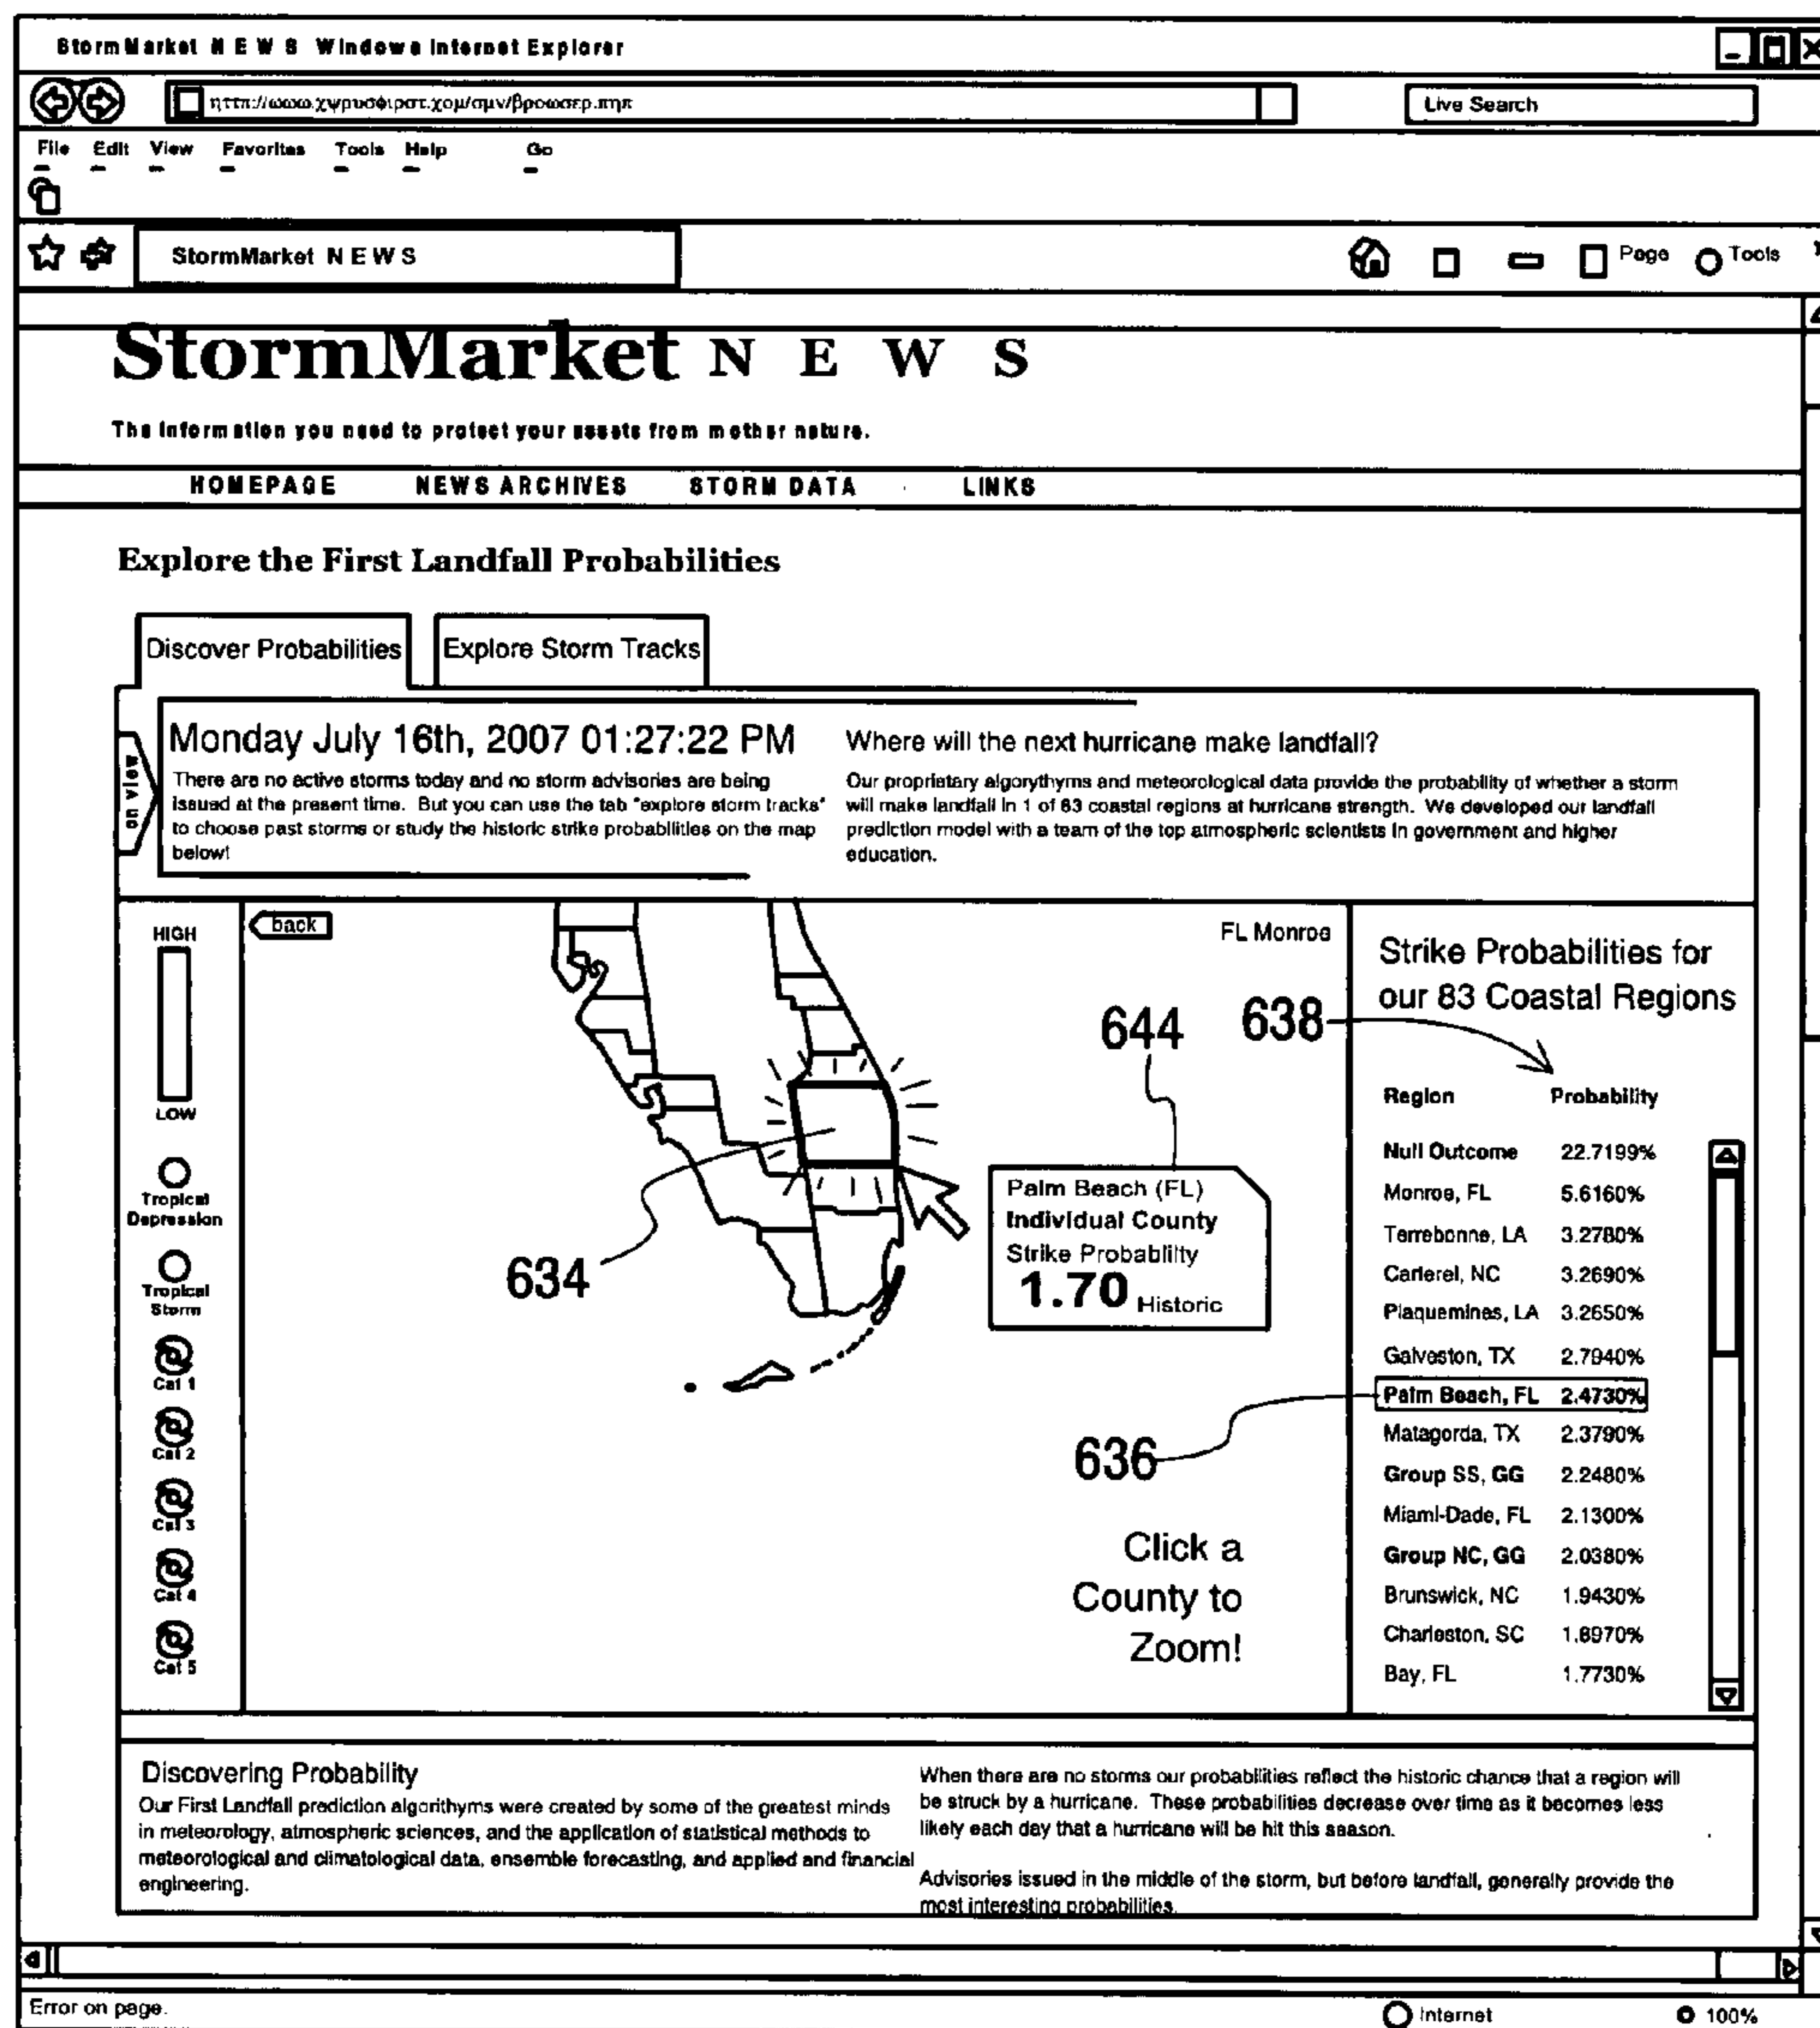 StormMarket N E W S Windows Internet Explorer
ηττπ://ωωω.χψρυσφιρστ.χομ/σμν/βροωσερ.πηπ
Live Search
File Edit View Favorites Tools Help Go
StormMarket N E W S
Page Tools
StormMarket N E W S
The information you need to protect your assets from mother nature.
HOMEPAGE NEWS ARCHIVES STORM DATA LINKS
Explore the First Landfall Probabilities
Discover Probabilities Explore Storm Tracks
on view
Monday July 16th, 2007 01:27:22 PM
There are no active storms today and no storm advisories are being
issued at the present time. But you can use the tab "explore storm tracks"
to choose past storms or study the historic strike probabilities on the map
below!
Where will the next hurricane make landfall?
Our proprietary algorythyms and meteorological data provide the probability of whether a storm
will make landfall in 1 of 83 coastal regions at hurricane strength. We developed our landfall
prediction model with a team of the top atmospheric scientists in government and higher
education.
HIGH
LOW
Tropical
Depression
Tropical
Storm
Cat 1
Cat 2
Cat 3
Cat 4
Cat 5
back
FL Monroe
644
638
634
636
Palm Beach (FL)
Individual County
Strike Probability
1.70 Historic
Click a
County to
Zoom!
Strike Probabilities for
our 83 Coastal Regions
Region Probability
Null Outcome 22.7199%
Monroe, FL 5.6160%
Terrebonne, LA 3.2780%
Carterel, NC 3.2690%
Plaquemines, LA 3.2650%
Galveston, TX 2.7940%
Palm Beach, FL 2.4730%
Matagorda, TX 2.3790%
Group SS, GG 2.2480%
Miami-Dade, FL 2.1300%
Group NC, GG 2.0380%
Brunswick, NC 1.9430%
Charleston, SC 1.8970%
Bay, FL 1.7730%
Discovering Probability
Our First Landfall prediction algorithyms were created by some of the greatest minds
in meteorology, atmospheric sciences, and the application of statistical methods to
meteorological and climatological data, ensemble forecasting, and applied and financial
engineering.
When there are no storms our probabilities reflect the historic chance that a region will
be struck by a hurricane. These probabilities decrease over time as it becomes less
likely each day that a hurricane will be hit this season.
Advisories issued in the middle of the storm, but before landfall, generally provide the
most interesting probabilities.
Error on page.
Internet
100%